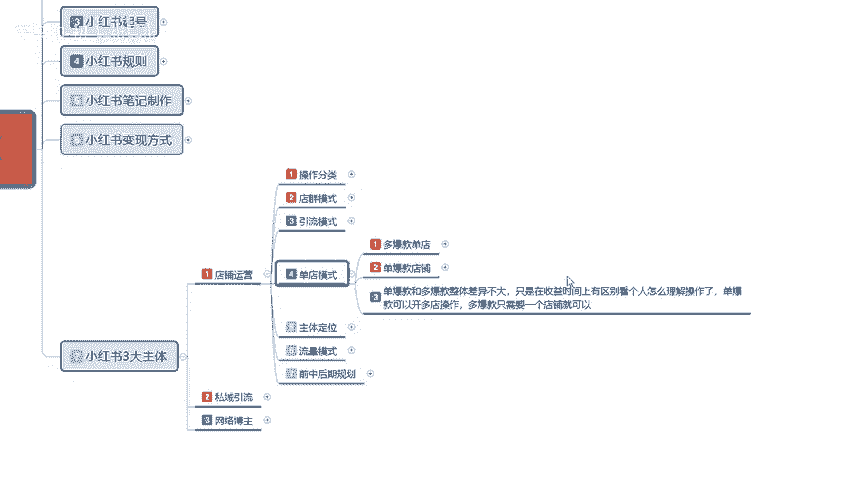 3 小红书
4 小红书规则
小红书笔记制作
小红书变现方式
1 操作分类
2 店群模式
3 引流模式
1 多爆款单店
1 店铺运营
4 单店模式
2 单爆款店铺
3 单爆款和多爆款整体差异不大，只是在收益时间上有区别看个人怎么理解操作了，单爆
款可以开多店操作，多爆款只需要一个店铺就可以
主体定位
流量模式
小红书3大主体
前中后期规划
2 私域引流
3 网络博主